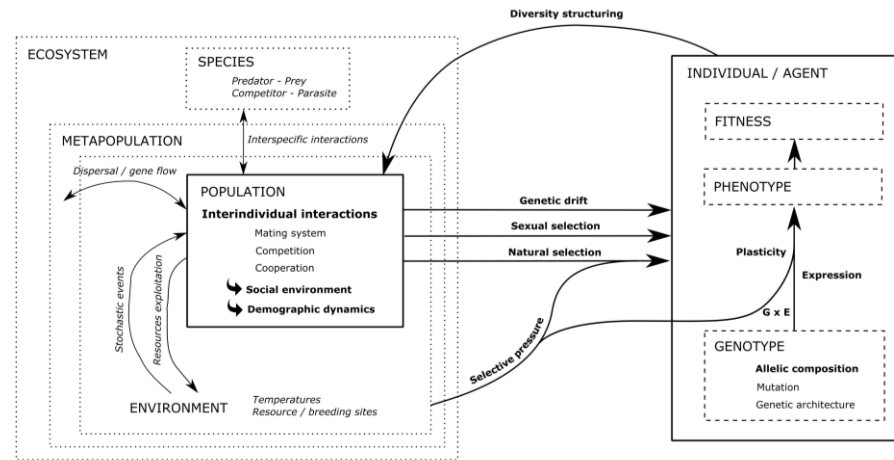 Diversity structuring
ECOSYSTEM
SPECIES
Predator - Prey
Competitor - Parasite
INDIVIDUAL / AGENT
FITNESS
METAPOPULATION
Interspecific interactions
Dispersal / gene flow
POPULATION
Interindividual interactions
Mating system
Competition
Cooperation
Social environment
Demographic dynamics
Genetic drift
Sexual selection
Natural selection
PHENOTYPE
Plasticity
Expression
G x E
Stochastic events
Resources exploitation
Selective pressure
GENOTYPE
Allelic composition
Mutation
Genetic architecture
ENVIRONMENT
Temperatures
Resource / breeding sites